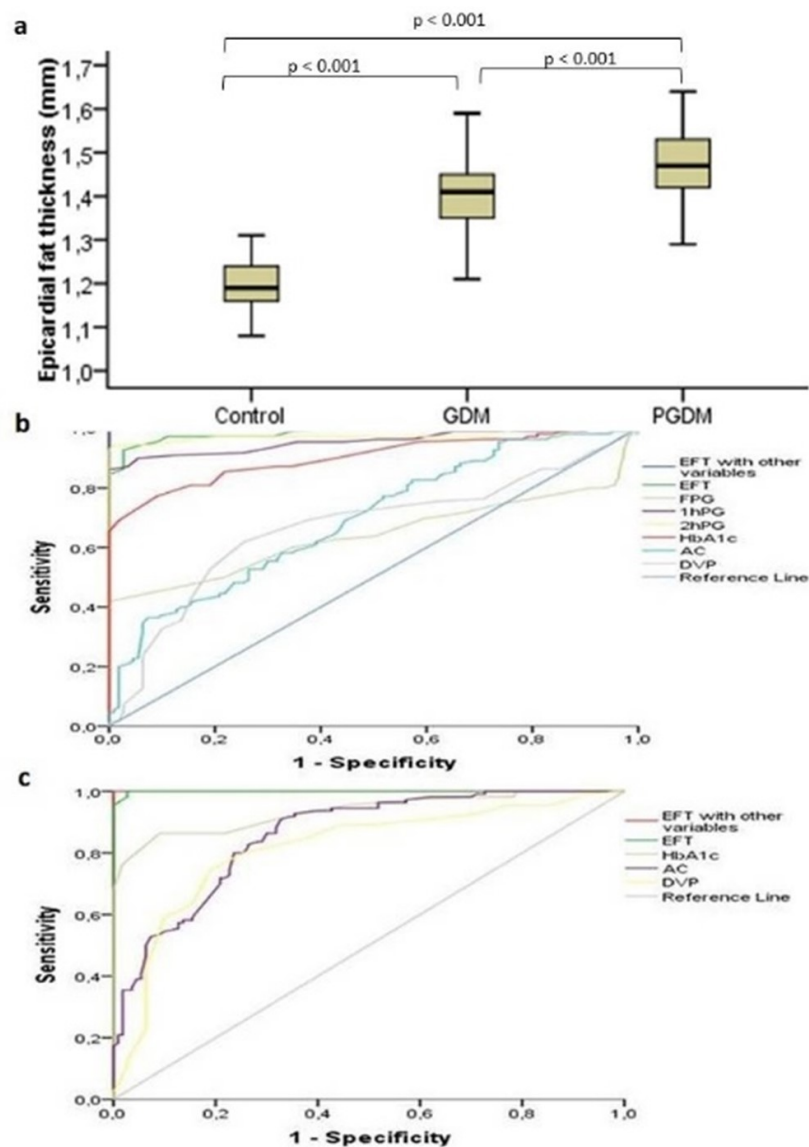 a
p < 0.001
p < 0.001
p < 0.001
Epicardial fat thickness (mm)
1,7
1,6
1,5
1,4
1,3
1,2
1,1
1,0
Control GDM PGDM
b
Sensitivity
0,8
0,6
0,4
0,2
0,0
0,0 0,2 0,4 0,6 0,8 1,0
1 - Specificity
EFT with other
variables
EFT
FPG
1hPG
2hPG
HbA1c
AC
DVP
Reference Line
c
Sensitivity
1,0
0,8
0,6
0,4
0,2
0,0
0,0 0,2 0,4 0,6 0,8 1,0
1 - Specificity
EFT with other
variables
EFT
HbA1c
AC
DVP
Reference Line